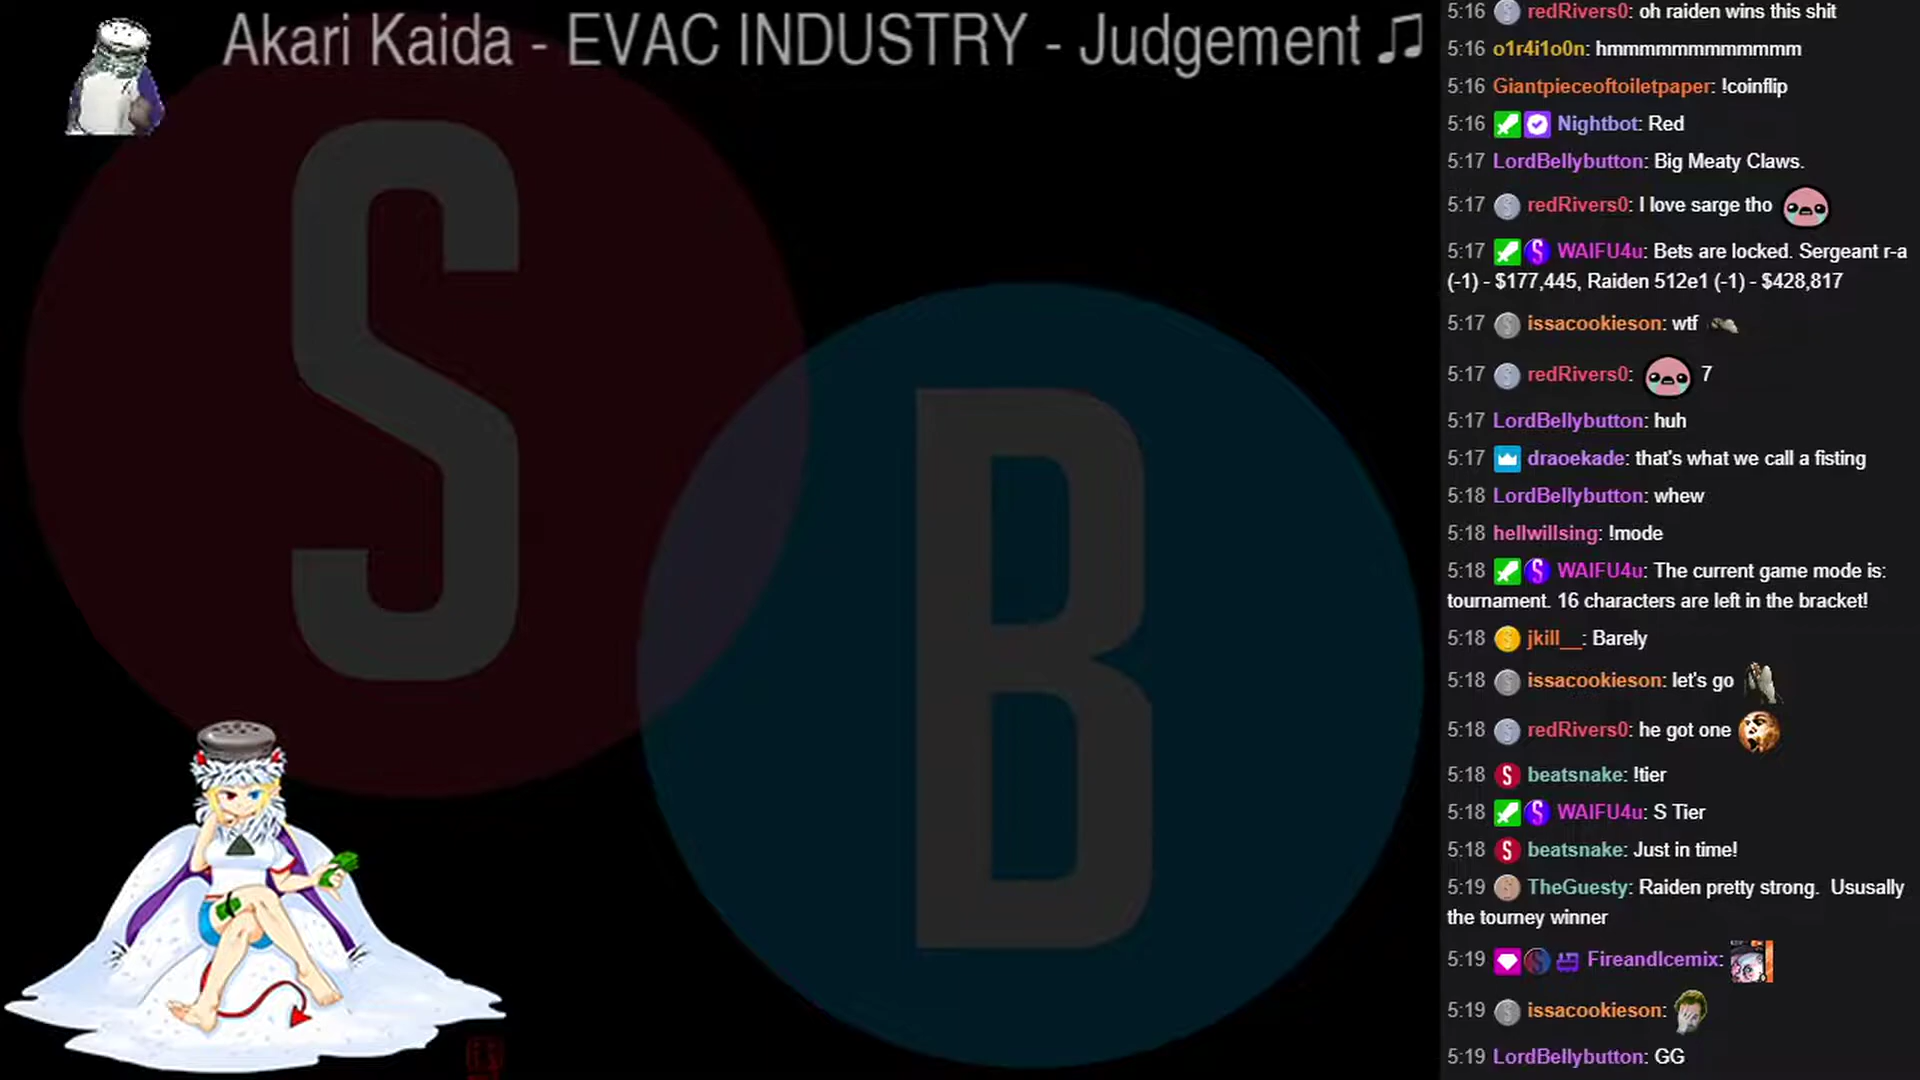 Akari Kaida - EVAC INDUSTRY - Judgement ♫
S
B
5:16 redRivers0: oh raiden wins this shit
5:16 o1r4i1o0n: hmmmmmmmmmmmm
5:16 Giantpieceoftoiletpaper: !coinflip
5:16 Nightbot: Red
5:17 LordBellybutton: Big Meaty Claws.
5:17 redRivers0: I love sarge tho
5:17 WAIFU4u: Bets are locked. Sergeant r-a
(-1) - $177,445, Raiden 512e1 (-1) - $428,817
5:17 issacookieson: wtf
5:17 redRivers0: 7
5:17 LordBellybutton: huh
5:17 draoekade: that's what we call a fisting
5:18 LordBellybutton: whew
5:18 hellwillsing: !mode
5:18 WAIFU4u: The current game mode is:
tournament. 16 characters are left in the bracket!
5:18 jkill__: Barely
5:18 issacookieson: let's go
5:18 redRivers0: he got one
5:18 beatsnake: !tier
5:18 WAIFU4u: S Tier
5:18 beatsnake: Just in time!
5:19 TheGuesty: Raiden pretty strong. Ususally
the tourney winner
5:19 FireandIcemix:
5:19 issacookieson:
5:19 LordBellybutton: GG